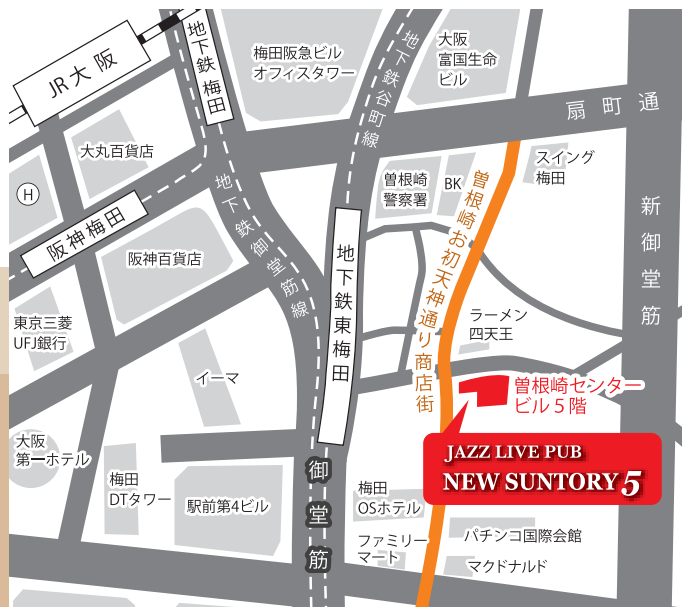 JR大阪
地下鉄 梅田
梅田阪急ビル
オフィスタワー
地下鉄谷町線
大阪
富国生命
ビル
扇町通
大丸百貨店
H
阪神梅田
地下鉄御堂筋線
曽根崎
警察署
BK
スイング
梅田
曽根崎お初天神通り商店街
新御堂筋
阪神百貨店
地下鉄東梅田
東京三菱
UFJ銀行
ラーメン
四天王
イーマ
曽根崎センター
ビル5階
JAZZ LIVE PUB
NEW SUNTORY 5
大阪
第一ホテル
梅田
DTタワー
駅前第4ビル
御堂筋
梅田
OSホテル
ファミリー
マート
パチンコ国際会館
マクドナルド